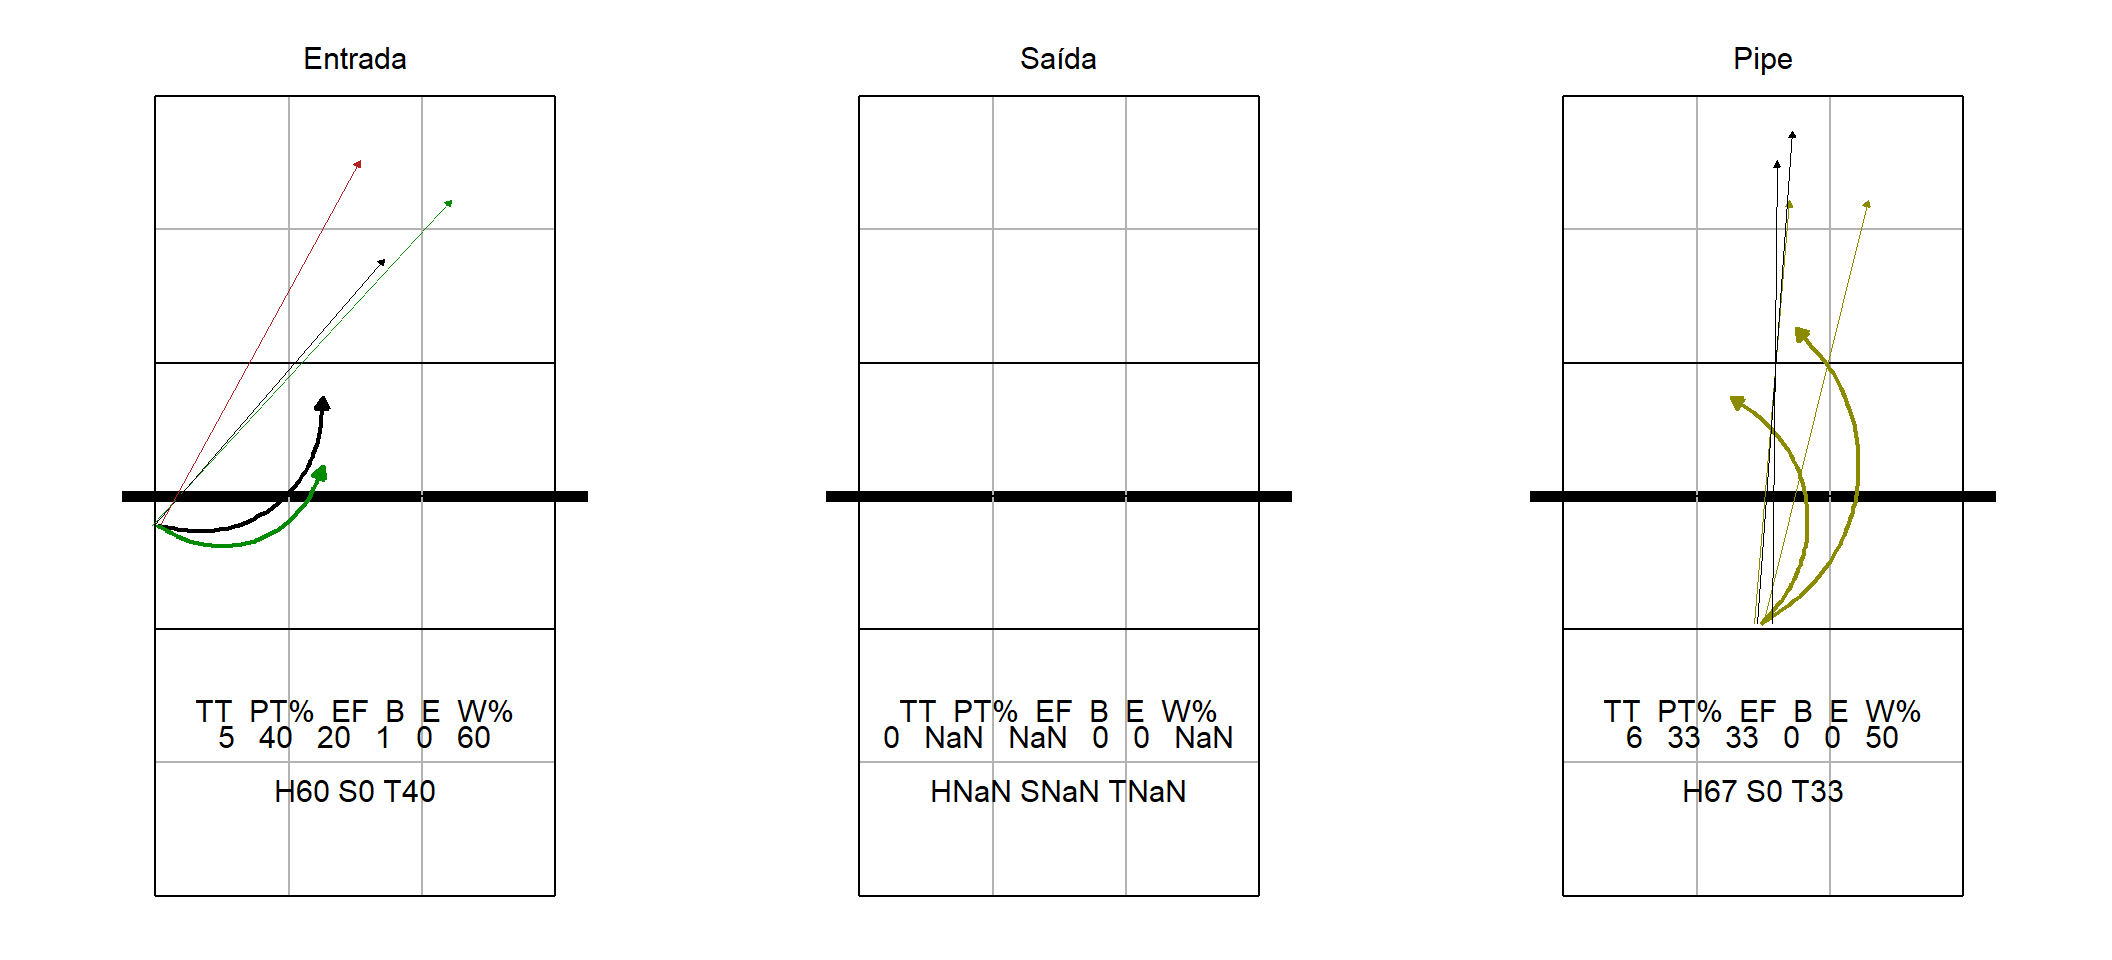 Entrada
TT PT% EF B E W%
5 40 20 1 0 60
H60 S0 T40
Saída
TT PT% EF B E W%
0 NaN NaN 0 0 NaN
HNaN SNaN TNaN
Pipe
TT PT% EF B E W%
6 33 33 0 0 50
H67 S0 T33